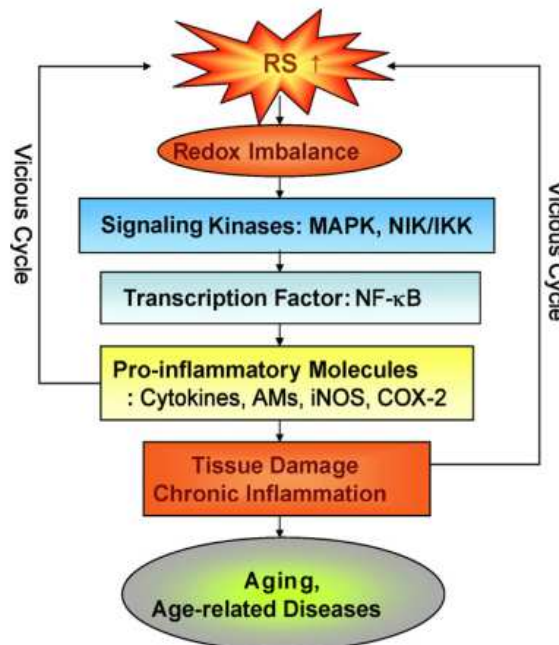 RS ↑
Redox Imbalance
Signaling Kinases: MAPK, NIK/IKK
Transcription Factor: NF-κB
Pro-inflammatory Molecules
: Cytokines, AMs, iNOS, COX-2
Tissue Damage
Chronic Inflammation
Aging,
Age-related Diseases
Vicious Cycle
Vicious Cycle